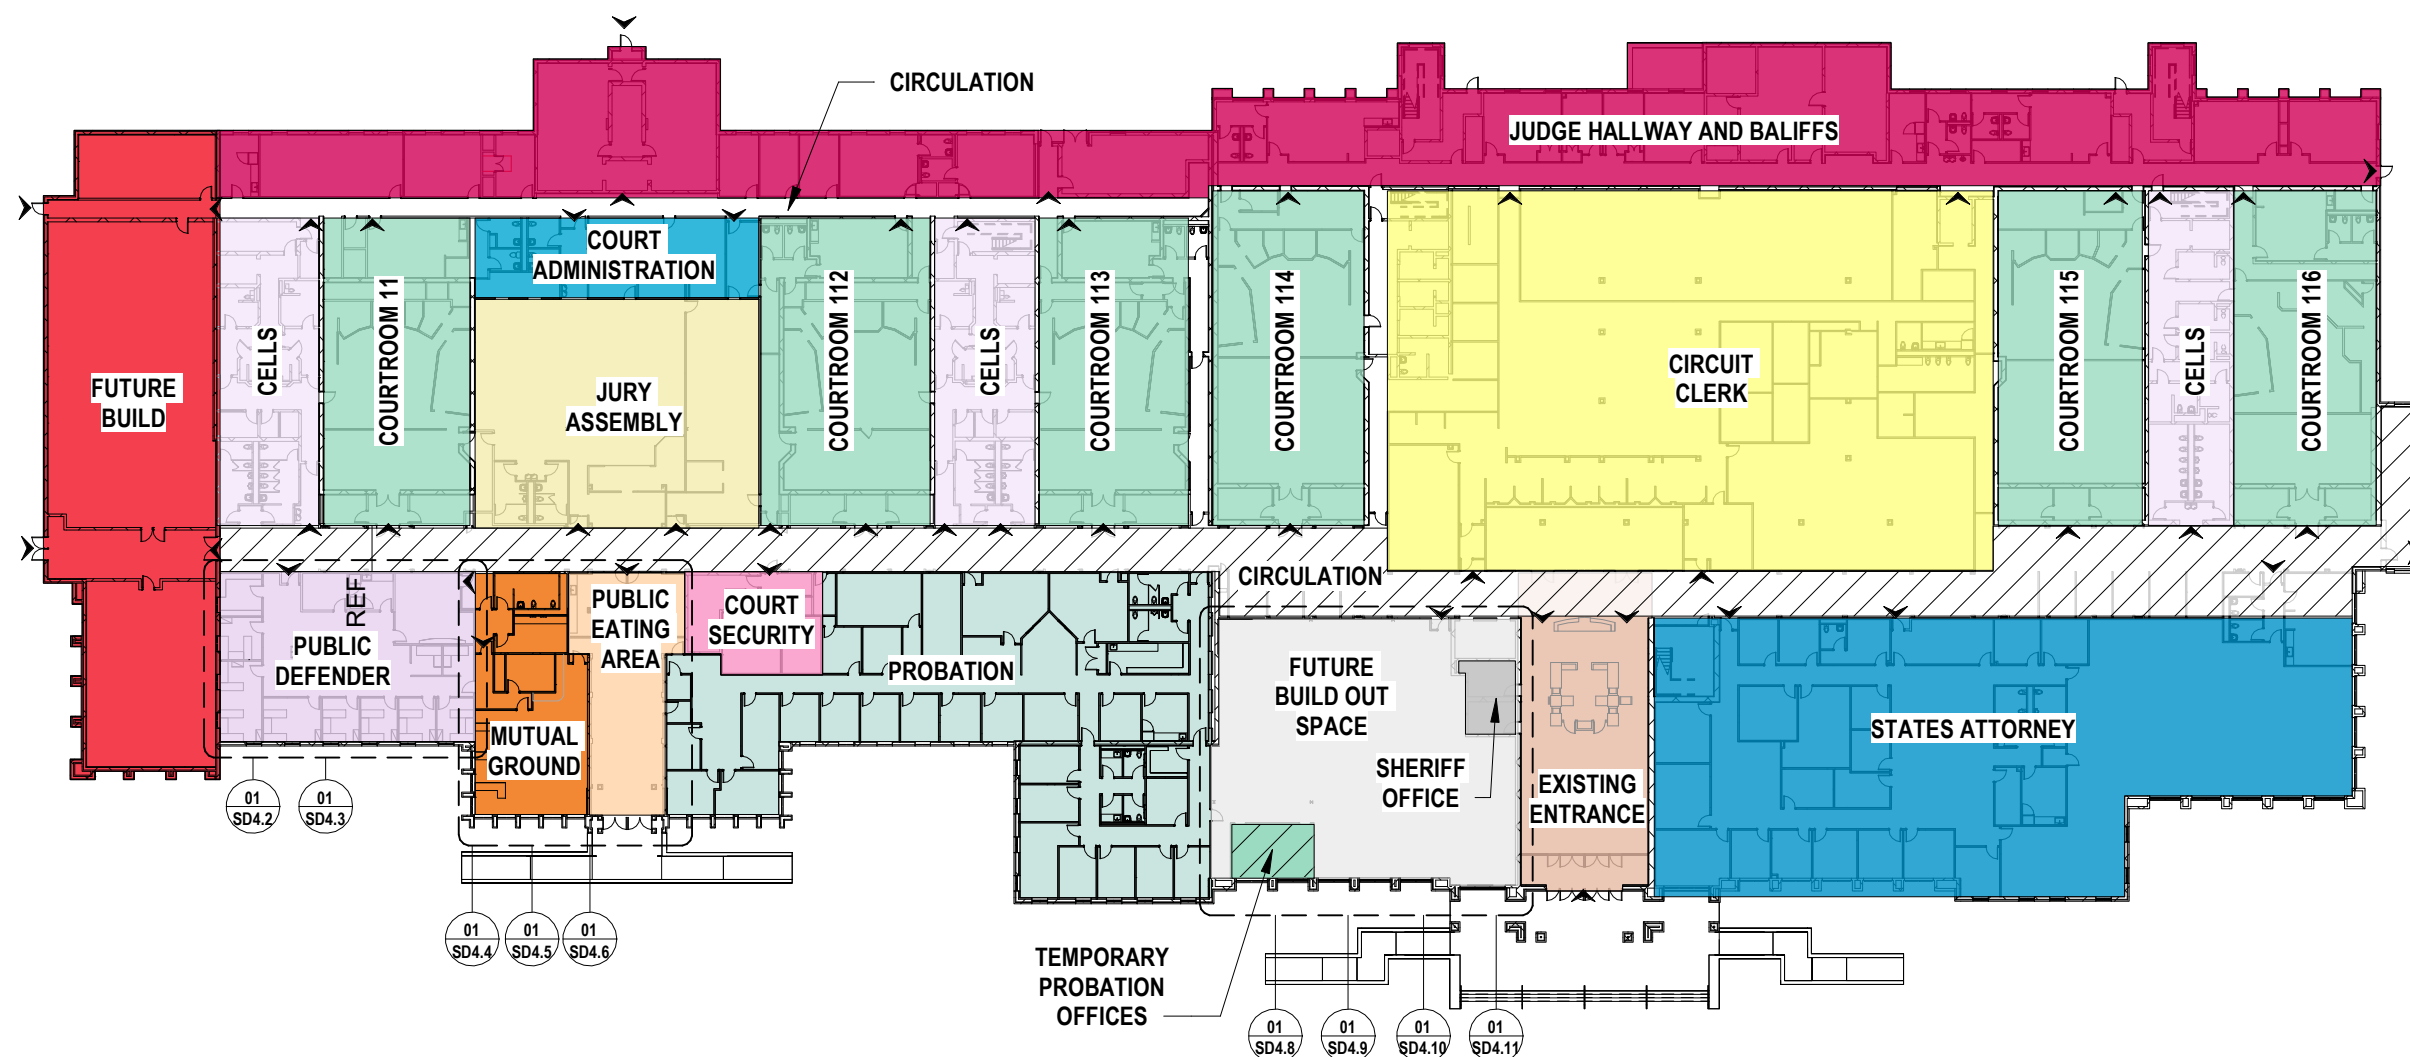 CIRCULATION
JUDGE HALLWAY AND BALIFFS
COURT
ADMINISTRATION
FUTURE
BUILD
CELLS
COURTROOM 11
JURY
ASSEMBLY
COURTROOM 112
CELLS
COURTROOM 113
COURTROOM 114
CIRCUIT
CLERK
COURTROOM 115
CELLS
COURTROOM 116
CIRCULATION
REF
PUBLIC
DEFENDER
PUBLIC
EATING
AREA
COURT
SECURITY
PROBATION
MUTUAL
GROUND
FUTURE
BUILD OUT
SPACE
SHERIFF
OFFICE
EXISTING
ENTRANCE
STATES ATTORNEY
01
SD4.2
01
SD4.3
01
SD4.4
01
SD4.5
01
SD4.6
TEMPORARY
PROBATION
OFFICES
01
SD4.8
01
SD4.9
01
SD4.10
01
SD4.11